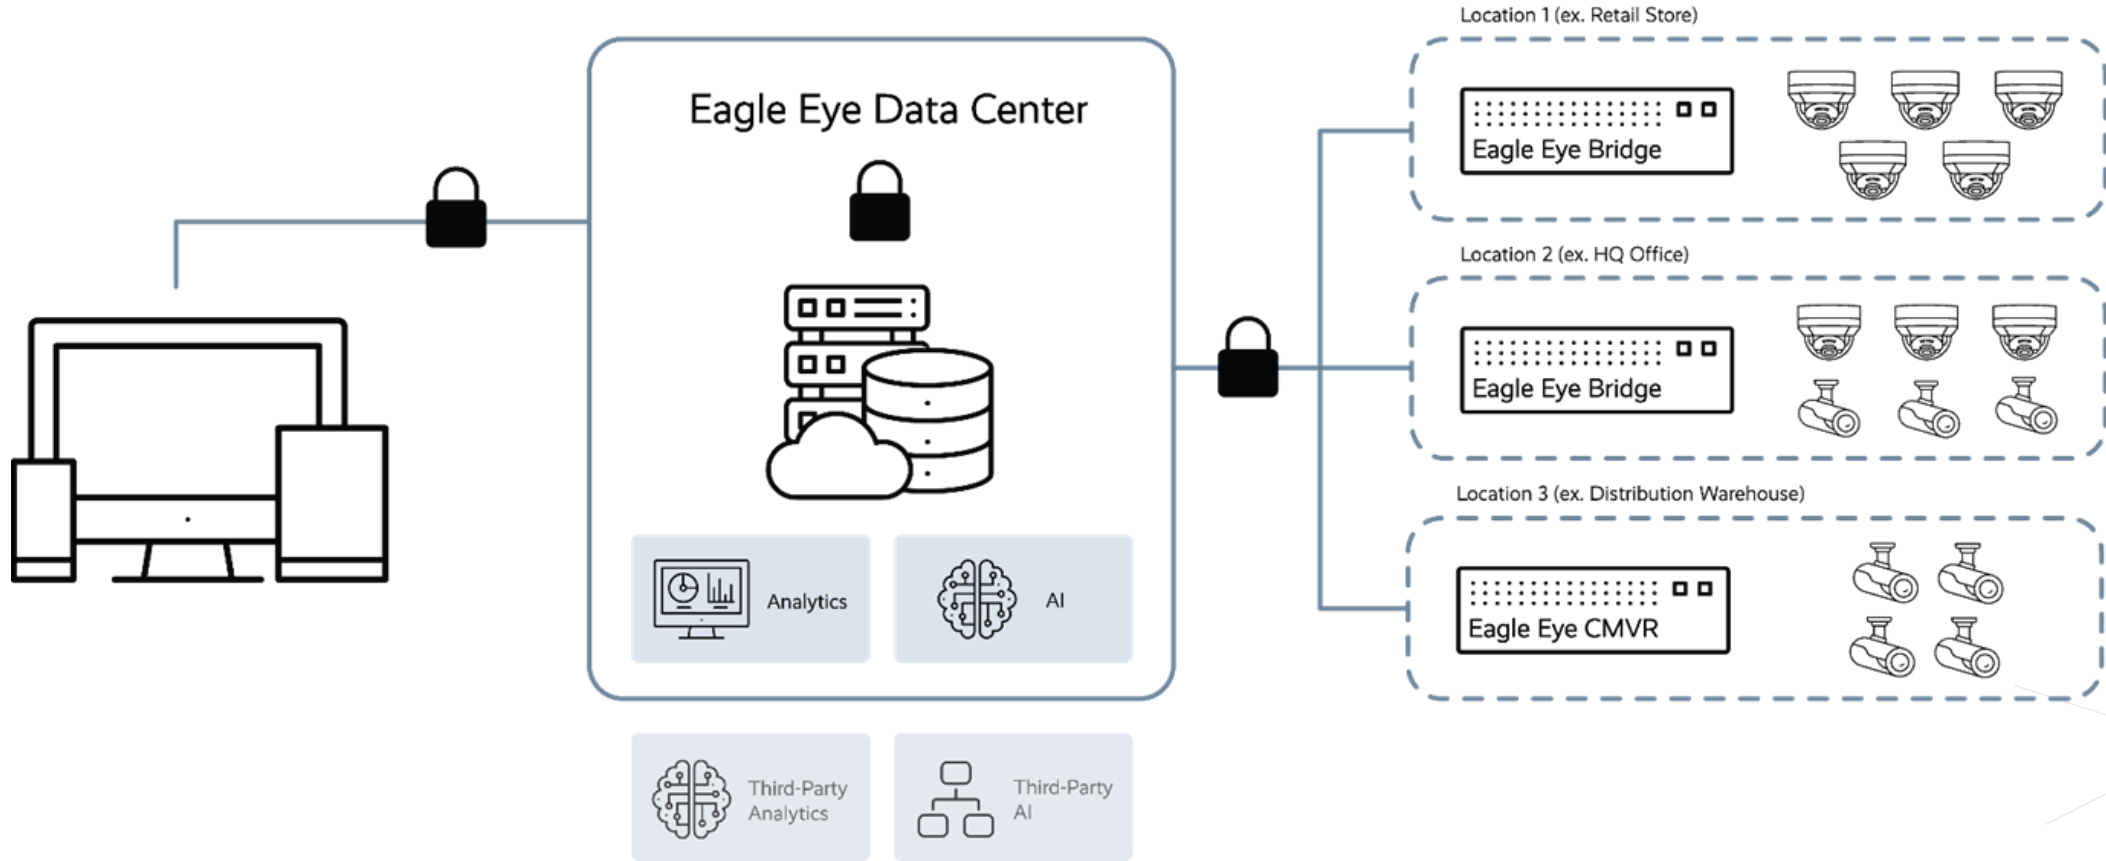 Location 1 (ex. Retail Store)
Eagle Eye Data Center
Eagle Eye Bridge
Location 2 (ex. HQ Office)
Eagle Eye Bridge
Location 3 (ex. Distribution Warehouse)
Eagle Eye CMVR
Analytics
AI
Third-Party
Analytics
Third-Party
AI